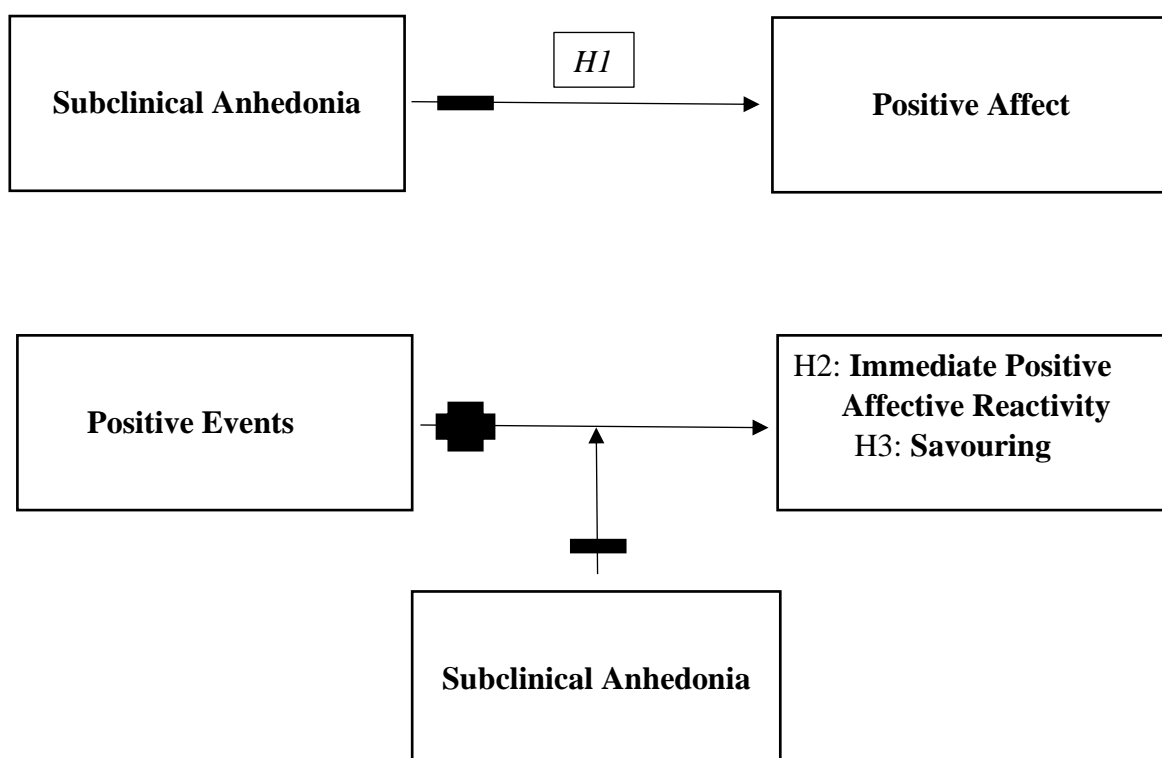 H1
Subclinical Anhedonia
Positive Affect
Positive Events
H2: Immediate Positive
Affective Reactivity
H3: Savouring
Subclinical Anhedonia